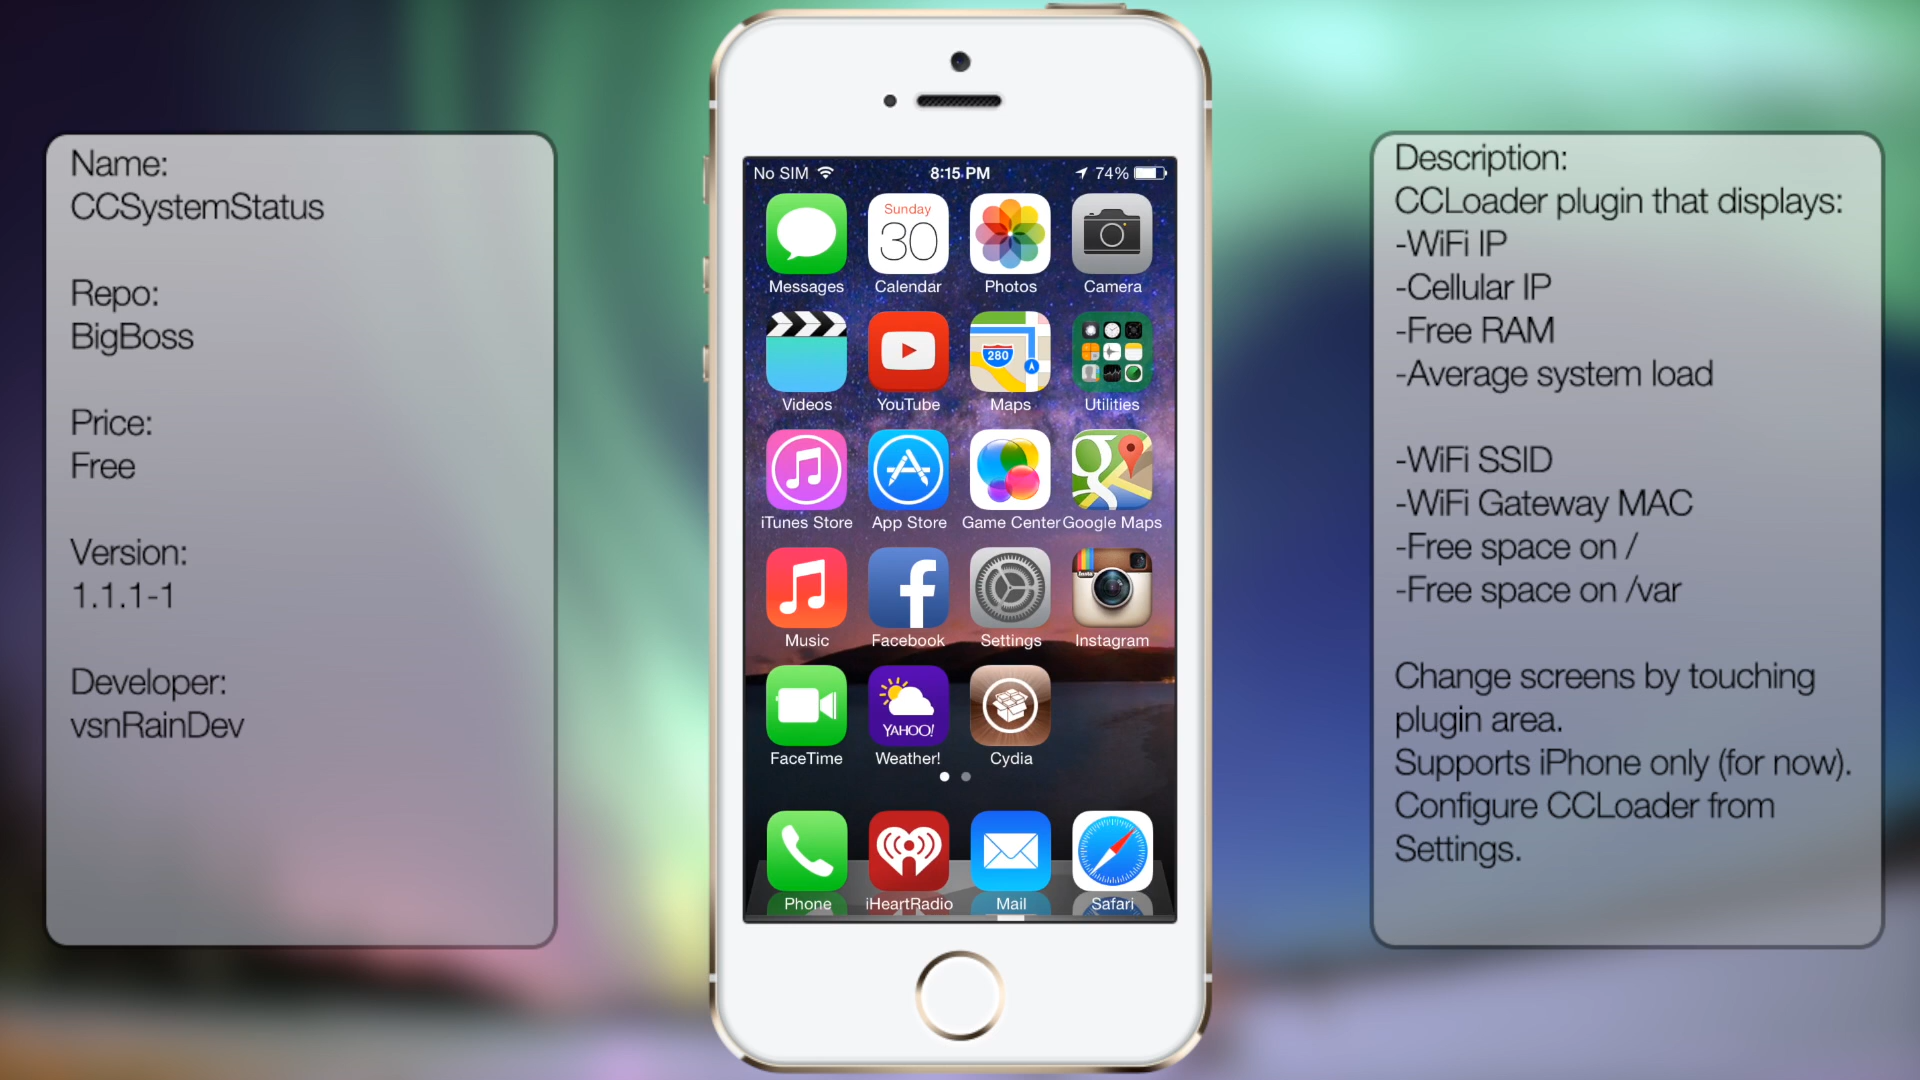 Name:
CCSystemStatus
Repo:
BigBoss
Price:
Free
Version:
1.1.1-1
Developer:
vsnRainDev
No SIM 8:15 PM 74%
Sunday
30
Messages Calendar Photos Camera
280
Videos YouTube Maps Utilities
iTunes Store App Store Game Center Google Maps
Insta
Music Facebook Settings Instagram
YAHOO!
FaceTime Weather! Cydia
Phone iHeartRadio Mail Safari
Description:
CCLoader plugin that displays:
-WiFi IP
-Cellular IP
-Free RAM
-Average system load
-WiFi SSID
-WiFi Gateway MAC
-Free space on /
-Free space on /var
Change screens by touching
plugin area.
Supports iPhone only (for now).
Configure CCLoader from
Settings.